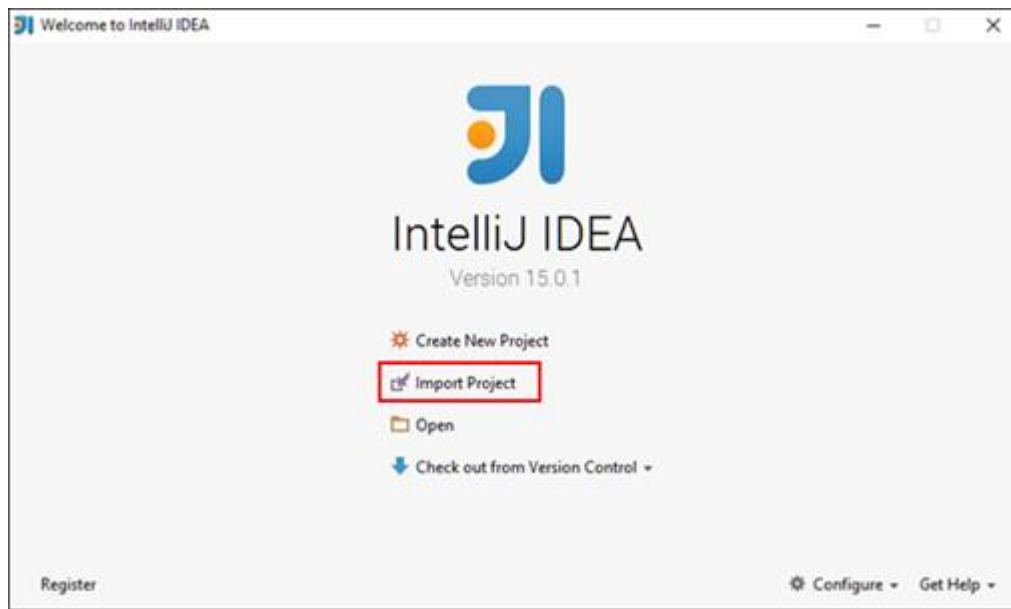 Welcome to IntelliJ IDEA
IntelliJ IDEA
Version 15.0.1
Create New Project
Import Project
Open
Check out from Version Control
Register
Configure
Get Help